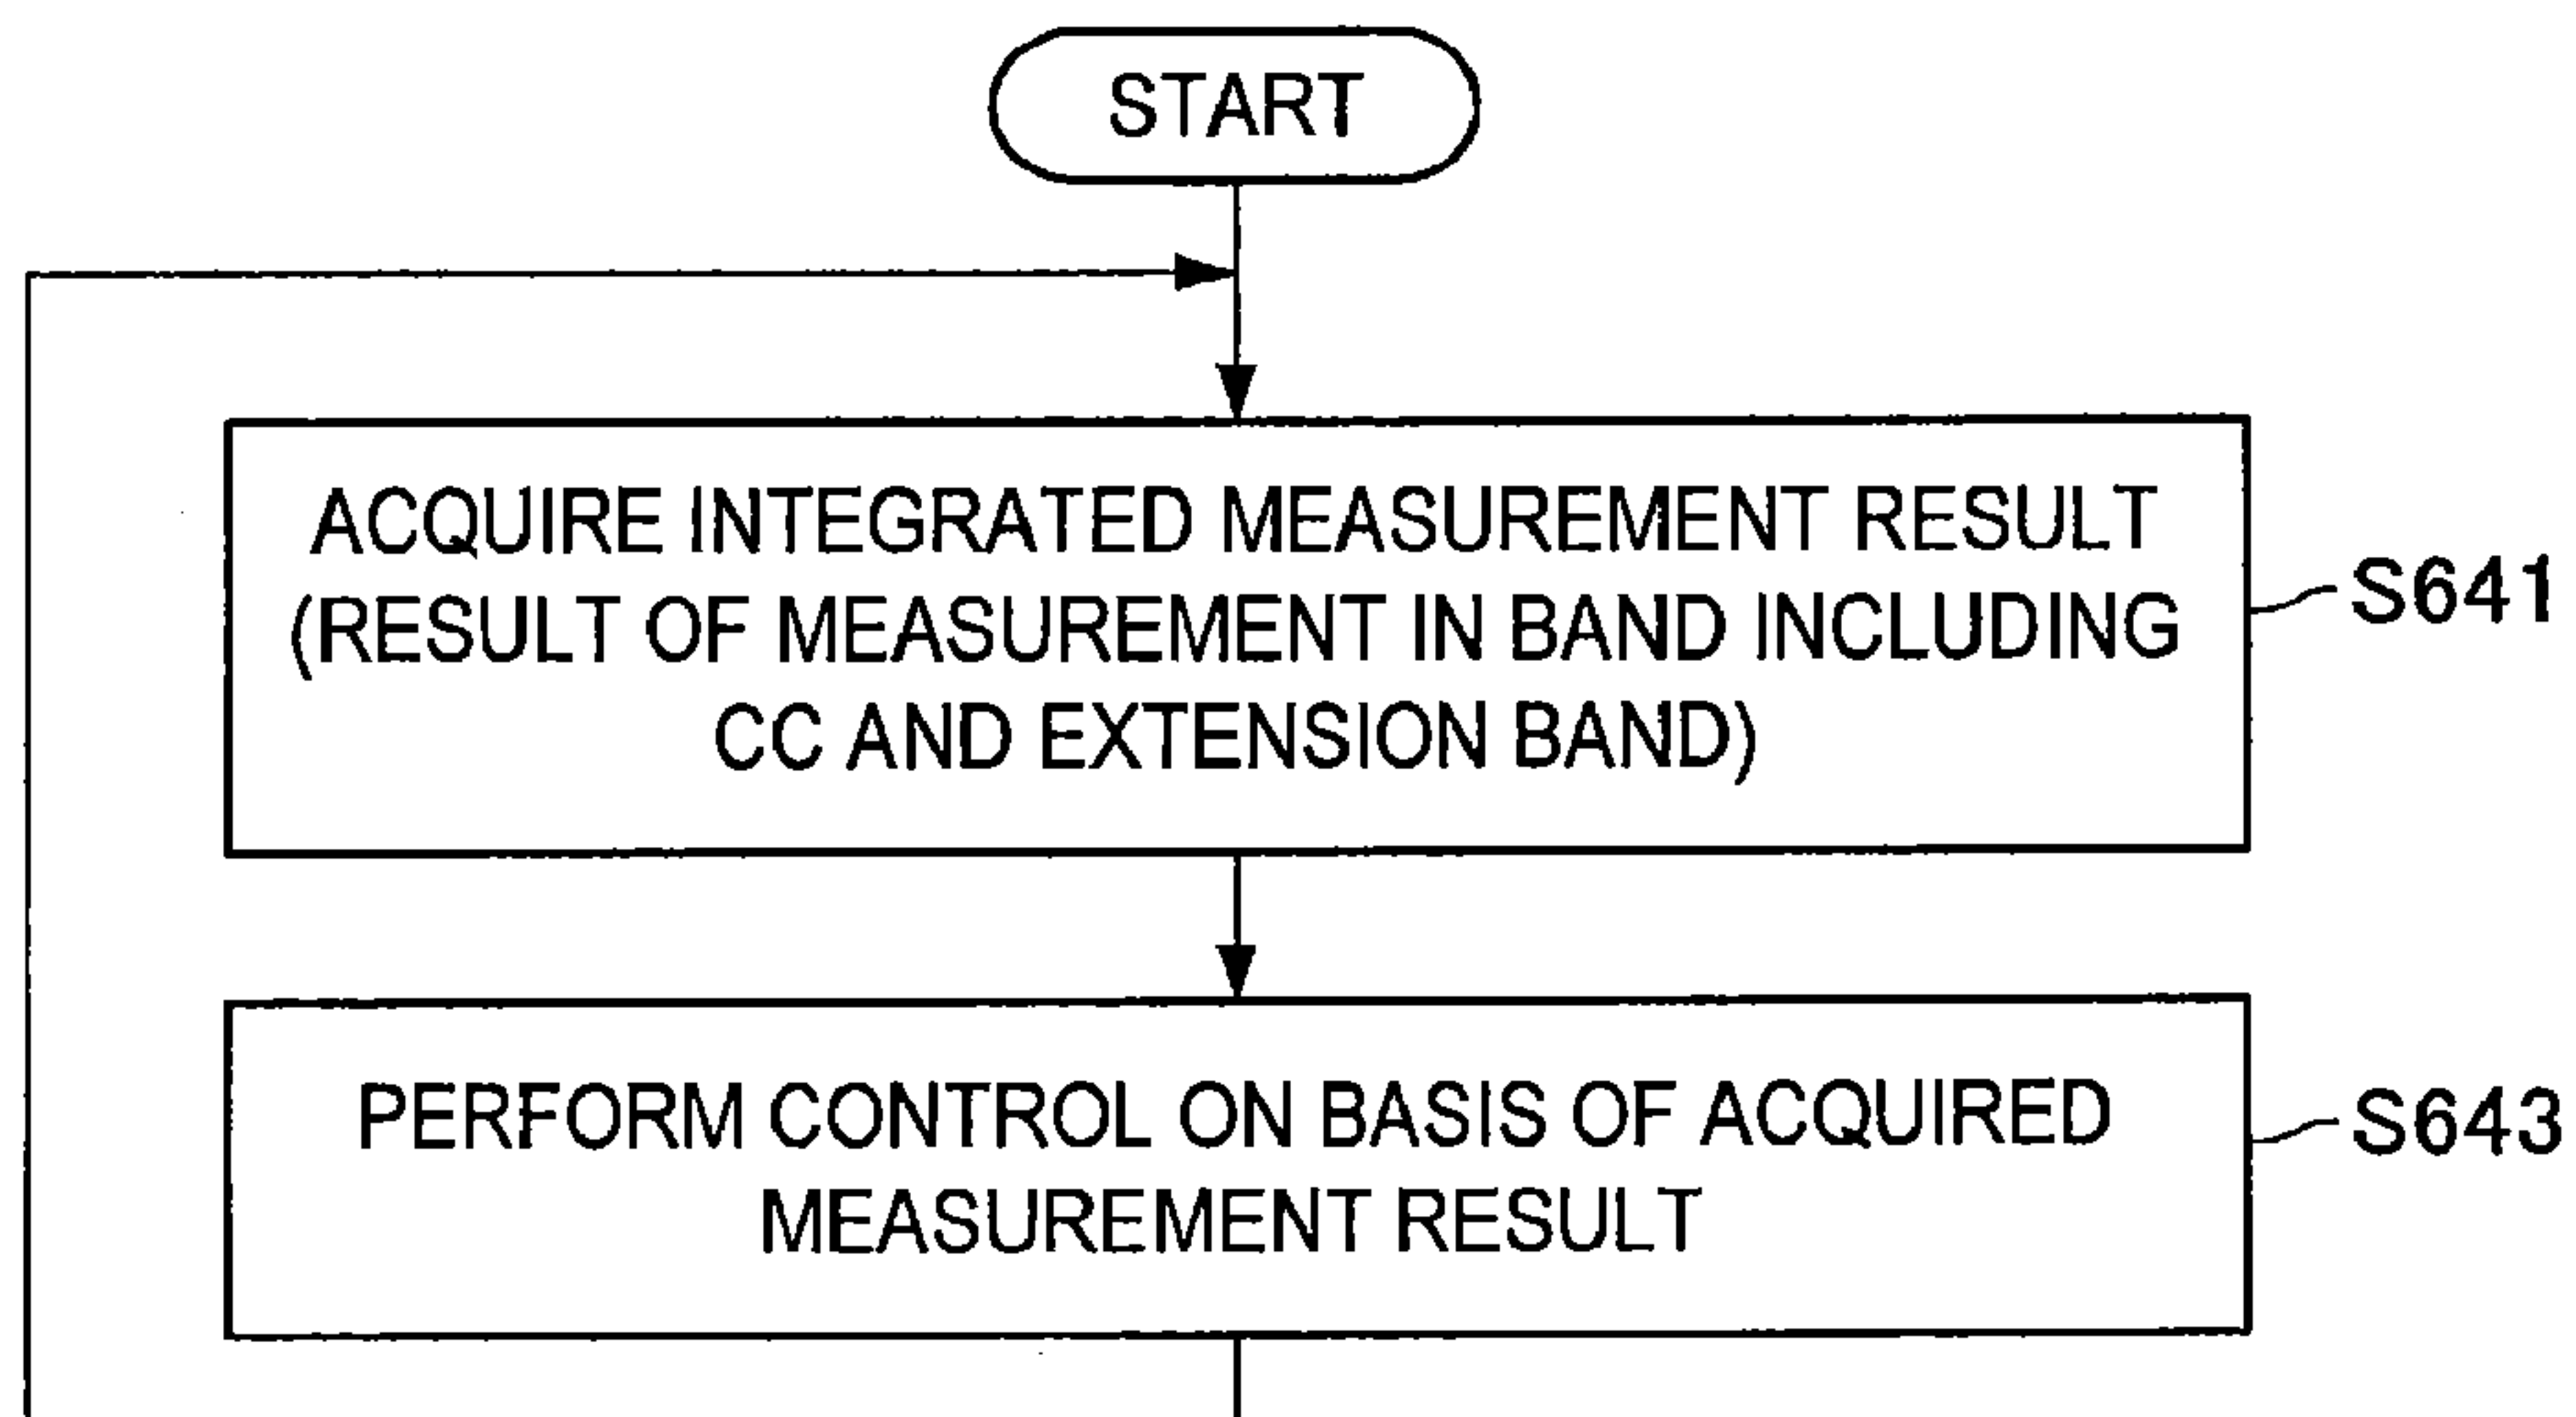 START
ACQUIRE INTEGRATED MEASUREMENT RESULT
(RESULT OF MEASUREMENT IN BAND INCLUDING
CC AND EXTENSION BAND)
S641
PERFORM CONTROL ON BASIS OF ACQUIRED
MEASUREMENT RESULT
S643